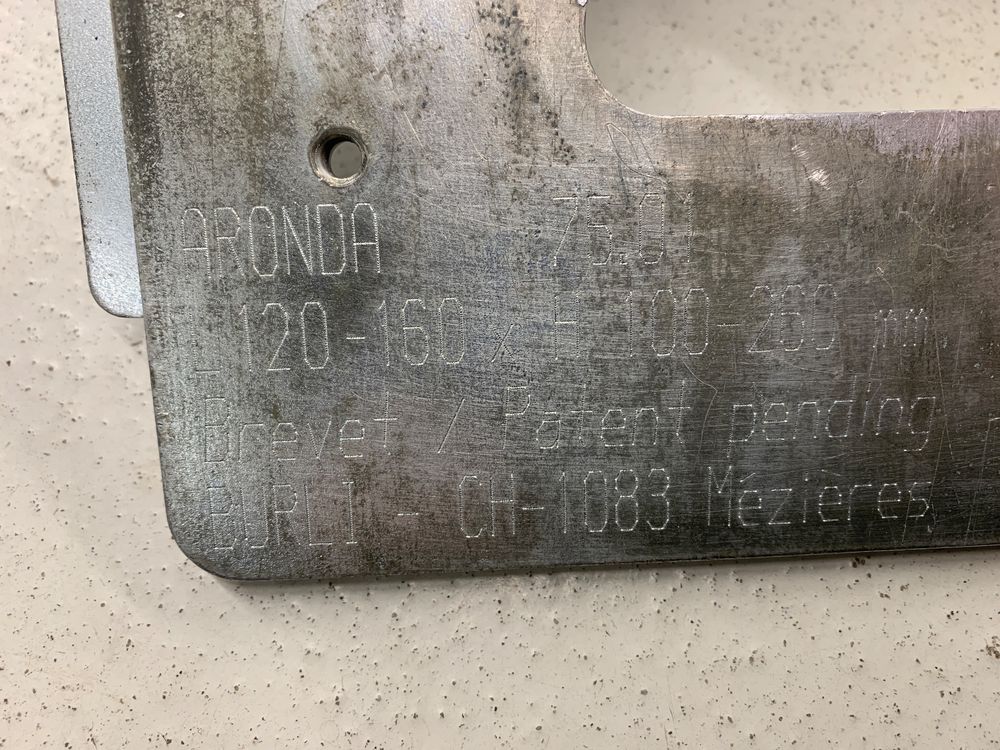 ARONDA 75.01
L 120-160 x H 100-260 mm
Brevet / Patent pending
BURLI - CH-1083 Mézières